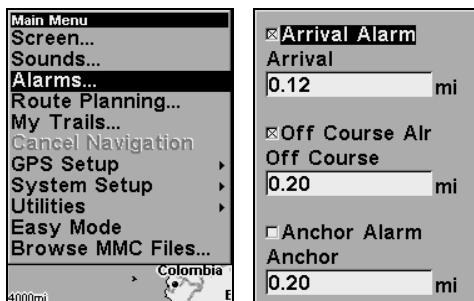 Main Menu
Screen...
Sounds...
Alarms...
Route Planning...
My Trails...
Cancel Navigation
GPS Setup
System Setup
Utilities
Easy Mode
Browse MMC Files...
Colombia
4000mi
E
Arrival Alarm
Arrival
0.12 mi
Off Course Alr
Off Course
0.20 mi
Anchor Alarm
Anchor
0.20 mi